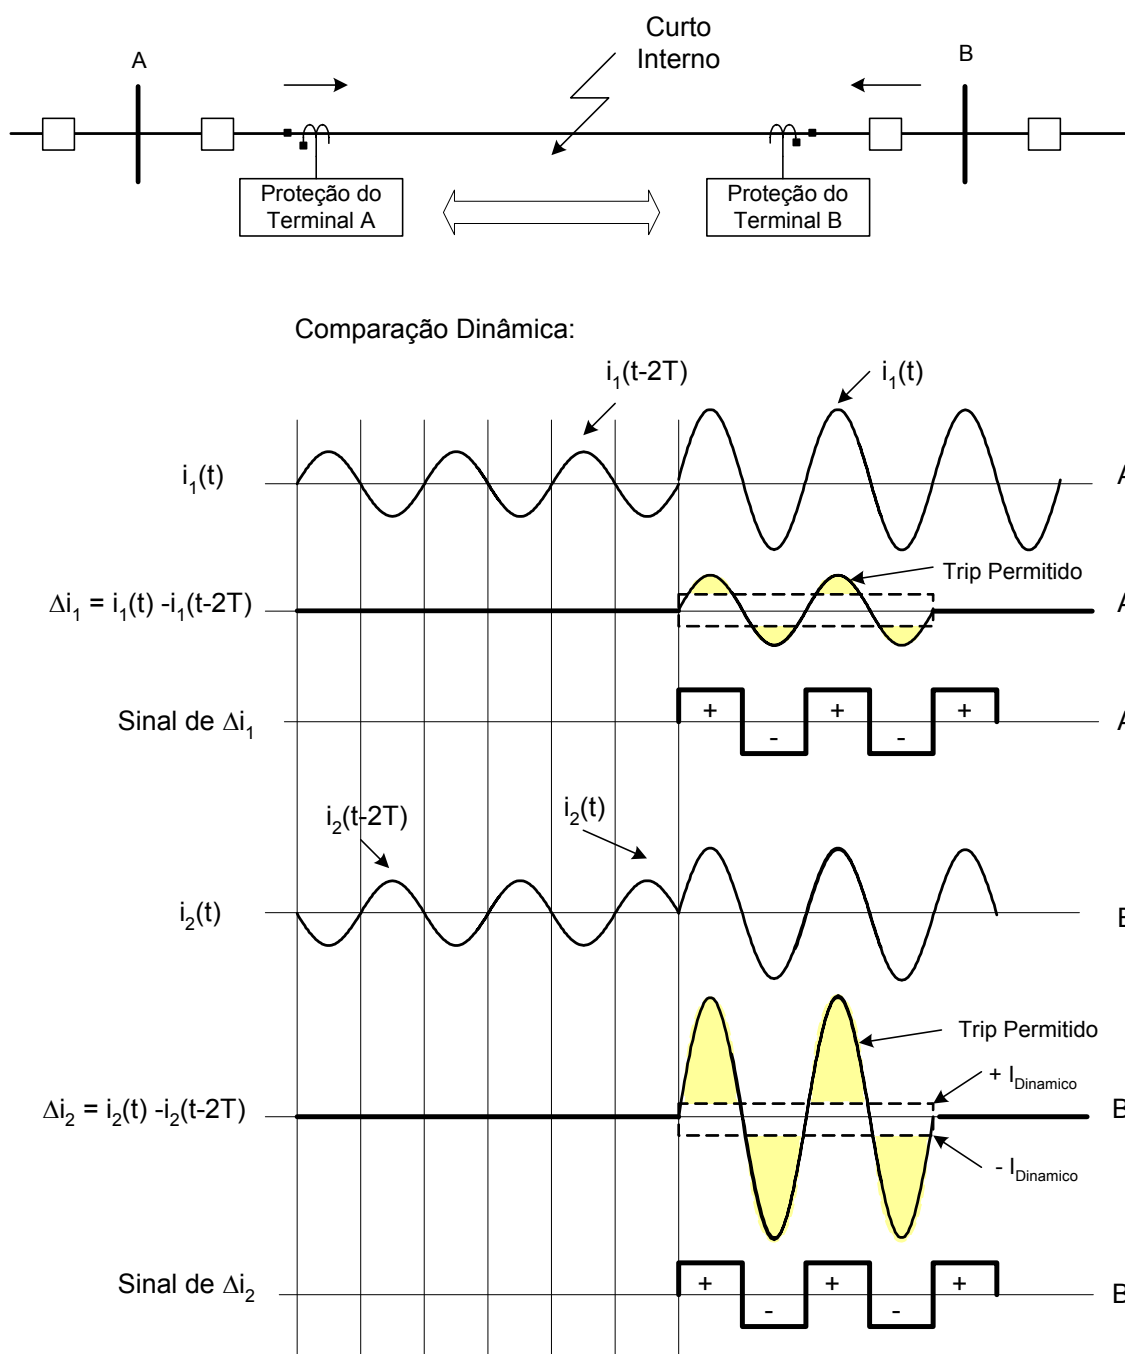 Curto
Interno
A
B
Proteção do
Terminal A
Proteção do
Terminal B
Comparação Dinâmica:
i1(t-2T)
i1(t)
i1(t)
A
Trip Permitido
Δi1 = i1(t) -i1(t-2T)
A
+ + +
Sinal de Δi1
A
- -
i2(t-2T)
i2(t)
i2(t)
Trip Permitido
+ IDinamico
Δi2 = i2(t) -i2(t-2T)
B
- IDinamico
+ + +
Sinal de Δi2
B
- -